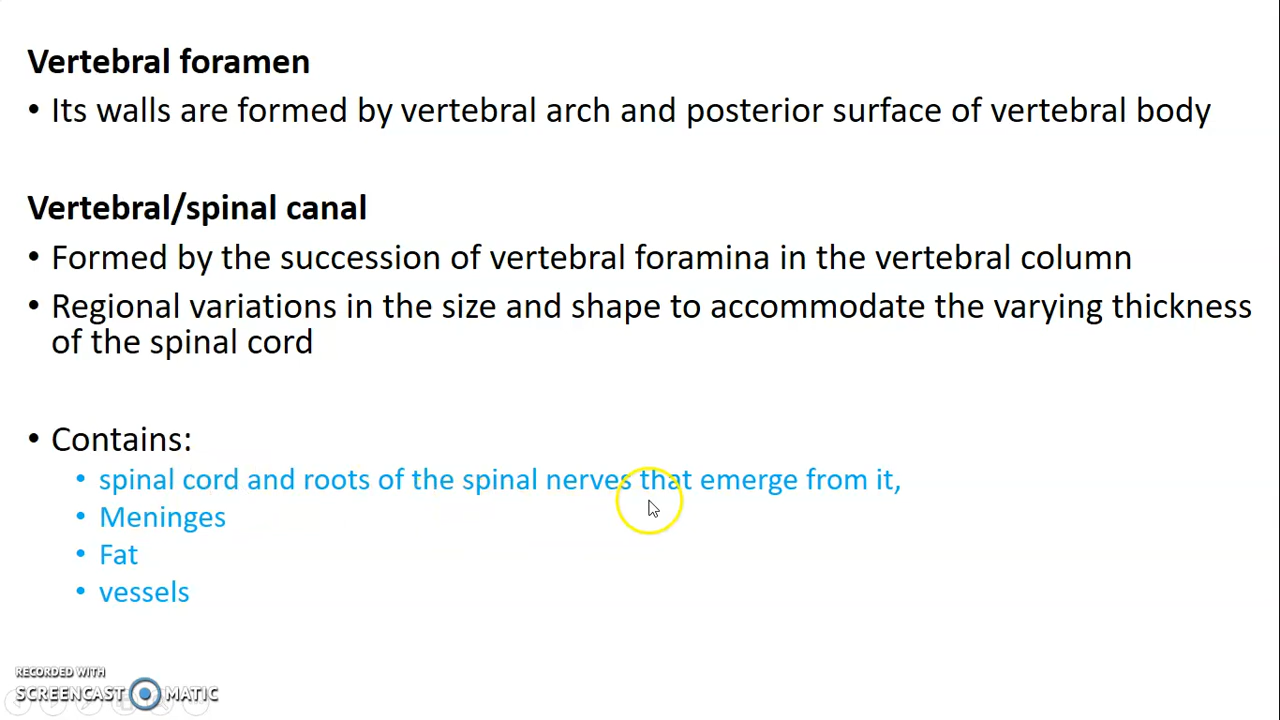 Vertebral foramen
• Its walls are formed by vertebral arch and posterior surface of vertebral body
Vertebral/spinal canal
• Formed by the succession of vertebral foramina in the vertebral column
• Regional variations in the size and shape to accommodate the varying thickness
of the spinal cord
• Contains:
• spinal cord and roots of the spinal nerves that emerge from it,
• Meninges
• Fat
• vessels
RECORDED WITH
SCREENCAST MATIC